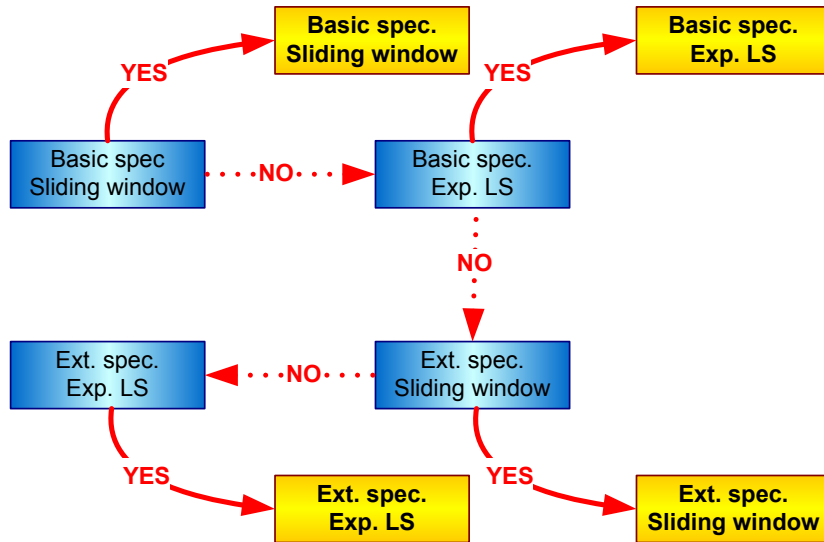 Basic spec.
Sliding window
Basic spec.
Exp. LS
YES
YES
Basic spec
Sliding window
NO
Basic spec.
Exp. LS
NO
Ext. spec.
Exp. LS
NO
Ext. spec.
Sliding window
YES
YES
Ext. spec.
Exp. LS
Ext. spec.
Sliding window